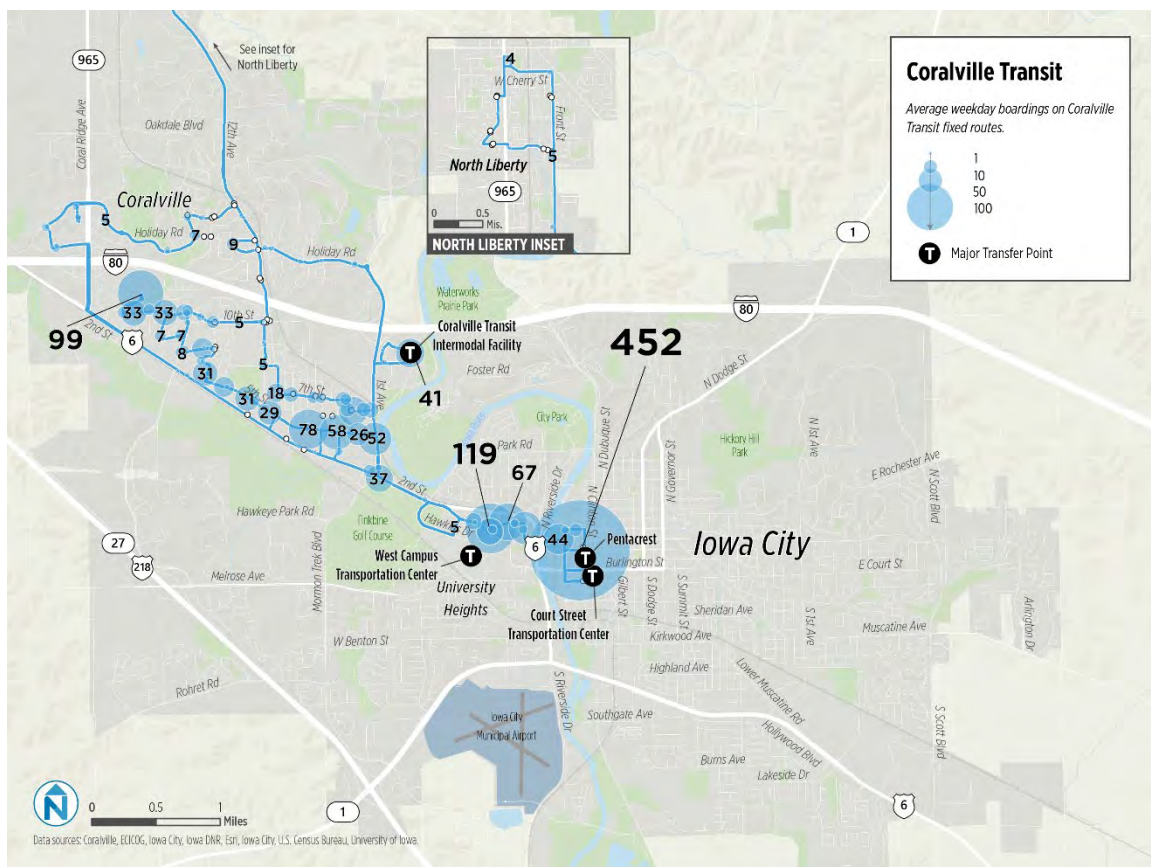 965
See inset for
North Liberty
Oakdale Blvd
12th Ave
Coral Ridge Ave
Coralville
5
Holiday Rd
7
9
Holiday Rd
80
4
W Cherry St
Front St
5
North Liberty
965
0 0.5
Mis.
NORTH LIBERTY INSET
Coralville Transit
Average weekday boardings on Coralville
Transit fixed routes.
1
10
50
100
T Major Transfer Point
1
80
Waterworks
Prairie Park
Coralville Transit
Intermodal Facility
T
41
Foster Rd
452
99
33
33
10th St
5
7
7
8
2nd St
6
31
5
31
8th St
18
7th St
29
78
58
26
52
1st Ave
37
2nd St
City Park
Park Rd
119
67
N Dubuque St
N Dodge St
Hickory Hill
Park
N 1st Ave
E Rochester Ave
N Scott Blvd
N Governor St
N Riverside Dr
N Clinton St
Hawkeye Park Rd
Finkbine
Golf Course
Hawkins Dr
5
6
44
T
Pentacrest
T
Burlington St
Iowa City
West Campus
Transportation Center
T
University
Heights
Court Street
Transportation Center
27
218
Melrose Ave
Mormon Trek Blvd
W Benton St
Rohret Rd
Gilbert St
S Dodge St
S Summit St
Sheridan Ave
Kirkwood Ave
Highland Ave
E Court St
S 1st Ave
Muscatine Ave
Arlington Dr
Lower Muscatine Rd
S Riverside Dr
Southgate Ave
Hollywood Blvd
Burns Ave
Lakeside Dr
S Scott Blvd
6
Iowa City
Municipal Airport
1
N
0 0.5 1
Miles
Data sources: Coralville, ECICOG, Iowa City, Iowa DNR, Esri, Iowa City, U.S. Census Bureau, University of Iowa.